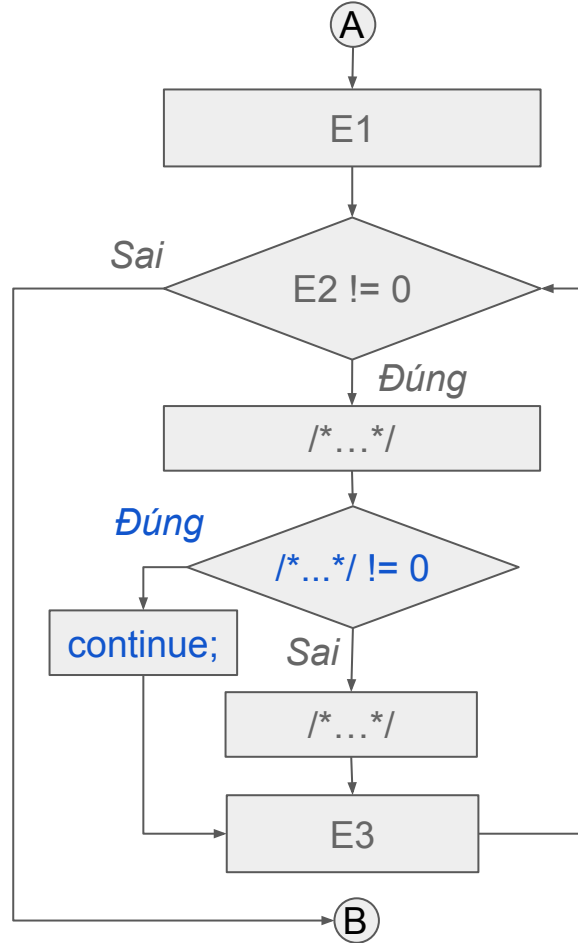 A
E1
Sai
E2 != 0
Đúng
/*…*/
Đúng
/*...*/ != 0
continue;
Sai
/*…*/
E3
B